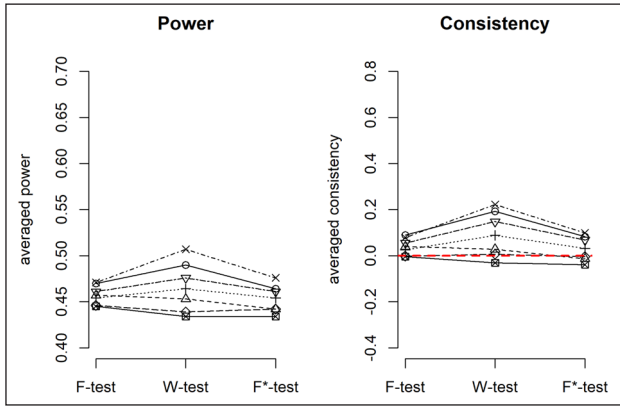 Power
averaged power
0.70
0.65
0.60
0.55
0.50
0.45
0.40
F-test W-test F*-test
Consistency
averaged consistency
0.8
0.6
0.4
0.2
0.0
-0.2
-0.4
F-test W-test F*-test